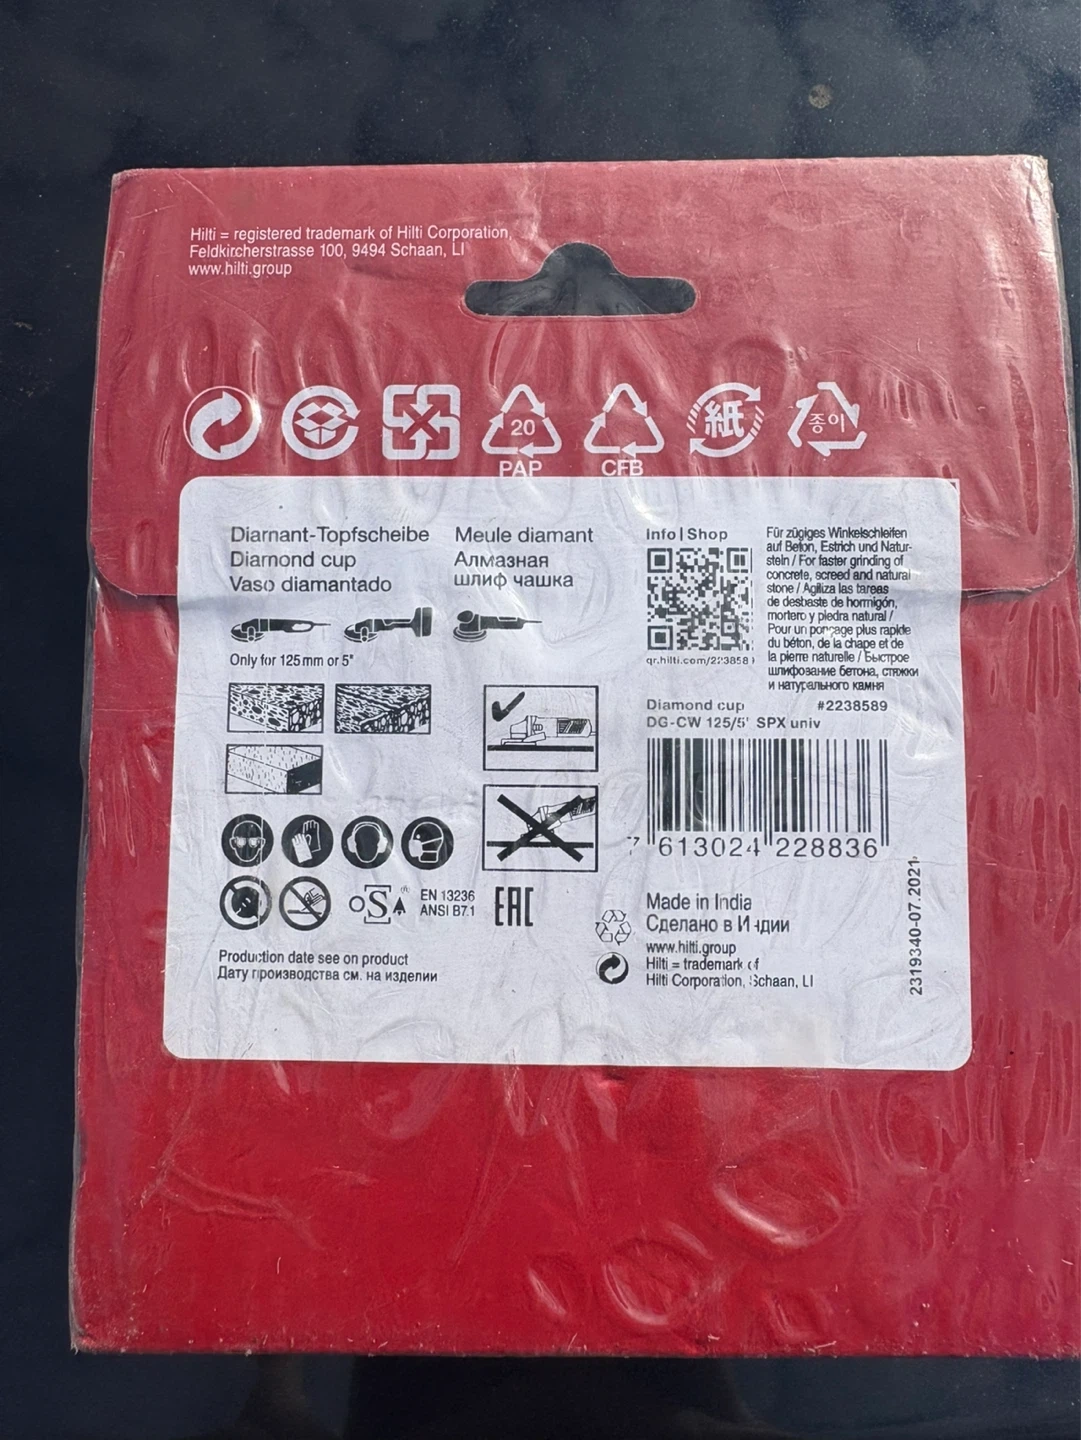 Hilti = registered trademark of Hilti Corporation,
Feldkircherstrasse 100, 9494 Schaan, LI
www.hilti.group
20
PAP
CFB
紙
종이
Diamant-Topfscheibe
Diamond cup
Vaso diamantado
Meule diamant
Алмазная
шлиф чашка
Only for 125 mm or 5"
Info | Shop
qr.hilti.com/2238581
Für zügiges Winkelschleifen
auf Beton, Estrich und Natur-
stein / For faster grinding of
concrete, screed and natural
stone / Agiliza las tareas
de desbaste de hormigón,
mortero y piedra natural /
Pour un ponçage plus rapide
du béton, de la chape et de
la pierre naturelle / Быстрое
шлифование бетона, стяжки
и натурального камня
Diamond cup #2238589
DG-CW 125/5" SPX univ
7 613024 228836
EN 13236
ANSI B7.1
oSa
EAC
Production date see on product
Дату производства см. на изделии
Made in India
Сделано в Индии
www.hilti.group
Hilti = trademark of
Hilti Corporation, Schaan, LI
2319340-07.2021